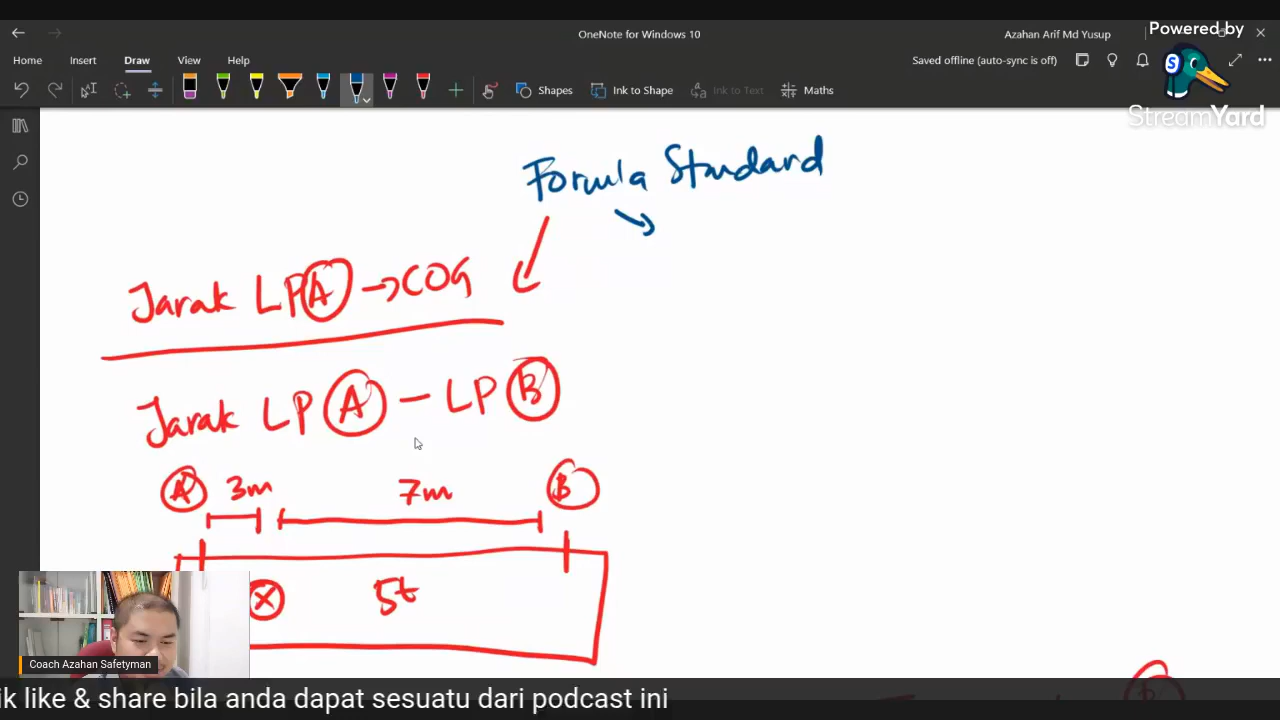 OneNote for Windows 10
Azahan Arif Md Yusup
Powered by
Home Insert Draw View Help
Saved offline (auto-sync is off)
Shapes Ink to Shape Ink to Text Maths
StreamYard
Formula Standard
Jarak LP A → COG
Jarak LP A - LP B
A 3m 7m B
X 5t
Coach Azahan Safetyman
ik like & share bila anda dapat sesuatu dari podcast ini
B